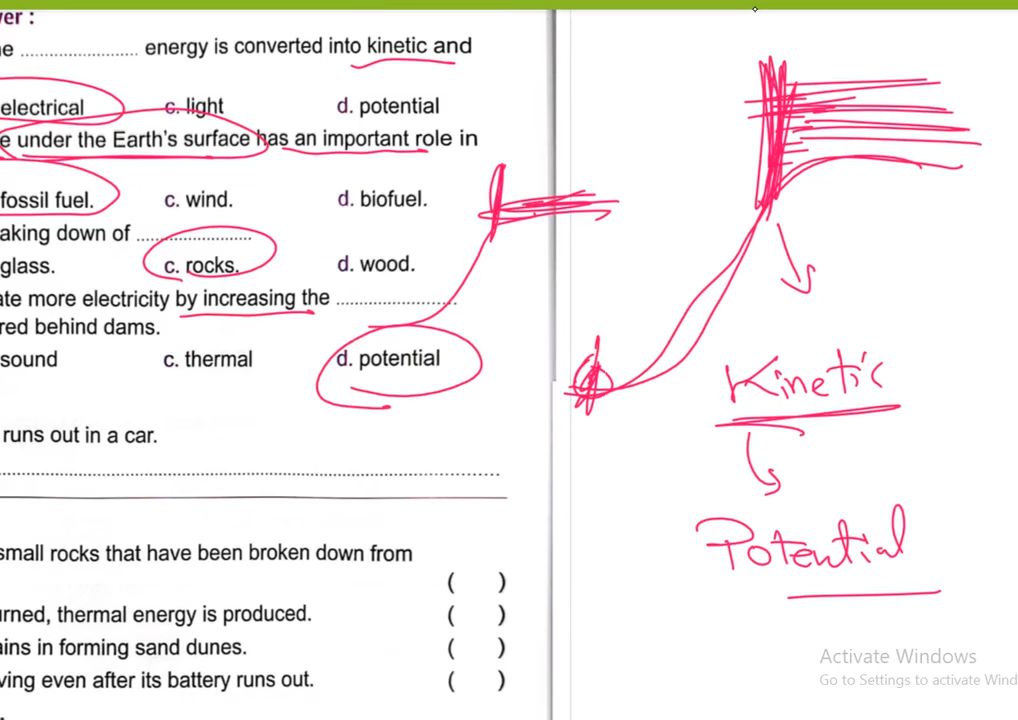 ver :
ne ........................... energy is converted into kinetic and
electrical c. light d. potential
e under the Earth's surface has an important role in
fossil fuel. c. wind. d. biofuel.
aking down of ..........................
glass. c. rocks. d. wood.
ate more electricity by increasing the ..........................
red behind dams.
sound c. thermal d. potential
runs out in a car.
small rocks that have been broken down from
( )
urned, thermal energy is produced. ( )
ains in forming sand dunes. ( )
ving even after its battery runs out. ( )
Kinetic
Potential
Activate Windows
Go to Settings to activate Wind